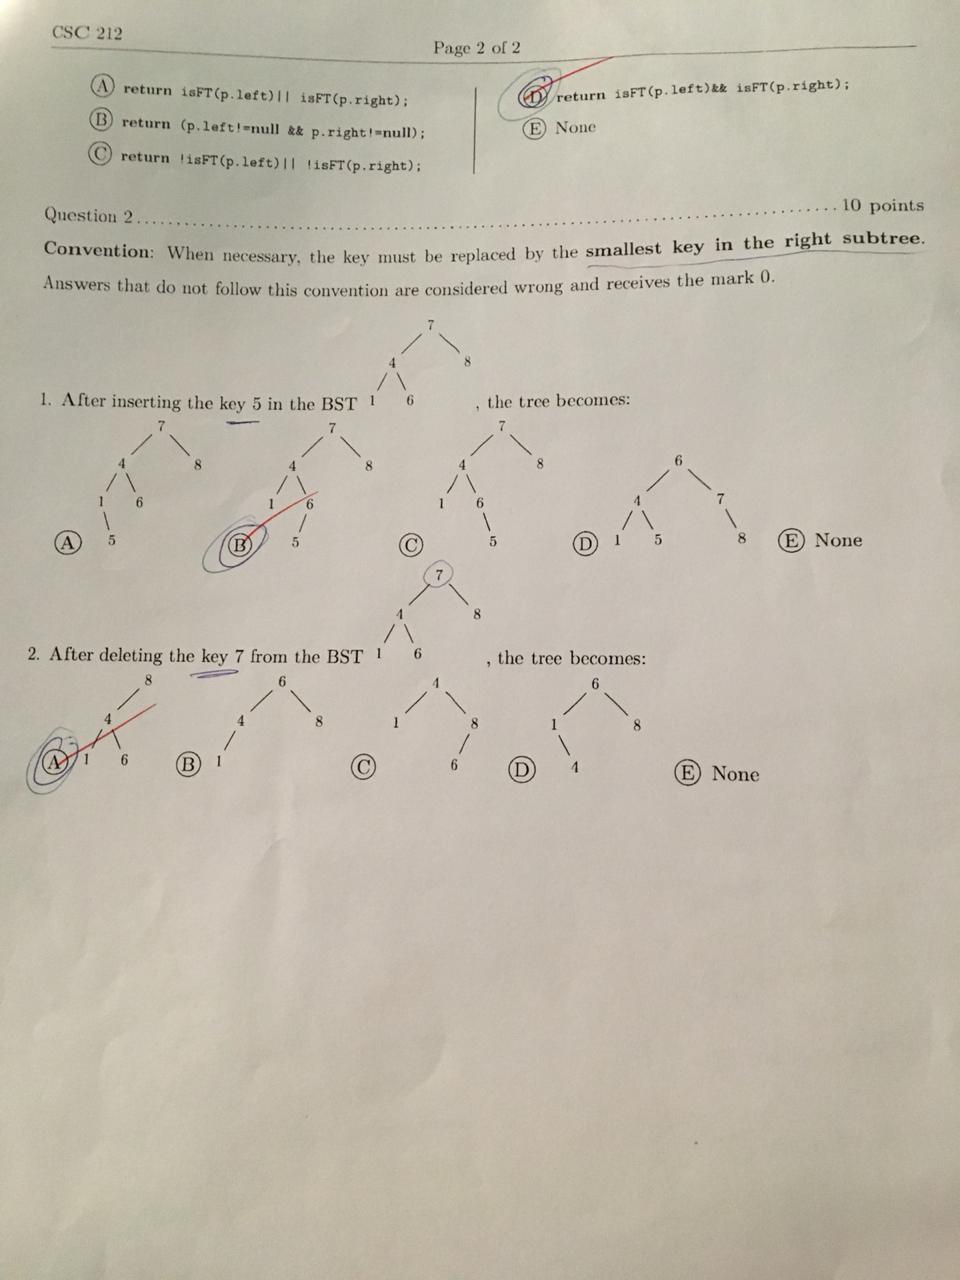 CSC 212
Page 2 of 2
A return isFT(p.left)|| isFT(p.right);
B return (p.left!=null && p.right!=null);
C return !isFT(p.left)|| !isFT(p.right);
D return isFT(p.left)&& isFT(p.right);
E None
Question 2 10 points
Convention: When necessary, the key must be replaced by the smallest key in the right subtree.
Answers that do not follow this convention are considered wrong and receives the mark 0.
7
4 8
1. After inserting the key 5 in the BST 1 6 , the tree becomes:
7 7 7 6
4 8 4 8 4 8 4 7
1 6 1 6 1 6
A 5 B 5 C 5 D 1 5 8 E None
7
4 8
2. After deleting the key 7 from the BST 1 6 , the tree becomes:
8 6 4 6
4 4 8 1 8 1 8
A 1 6 B 1 C 6 D 4 E None